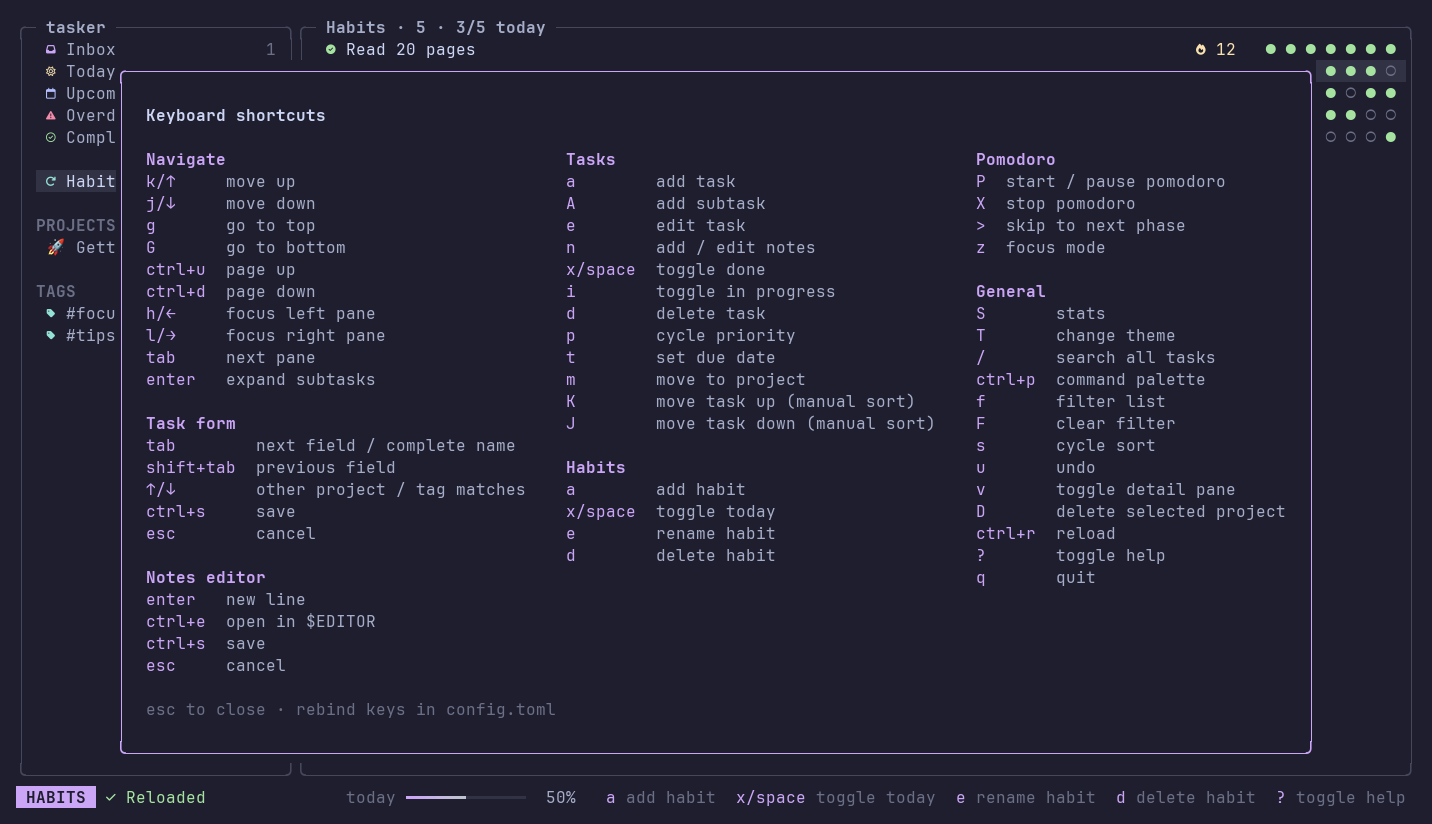 tasker
Inbox 1
Today
Upcom
Overd
Compl
Habit
PROJECTS
🚀 Gett
TAGS
#focu
#tips
Habits · 5 · 3/5 today
Read 20 pages 12
Keyboard shortcuts
Navigate
k/↑ move up
j/↓ move down
g go to top
G go to bottom
ctrl+u page up
ctrl+d page down
h/← focus left pane
l/→ focus right pane
tab next pane
enter expand subtasks
Task form
tab next field / complete name
shift+tab previous field
↑/↓ other project / tag matches
ctrl+s save
esc cancel
Notes editor
enter new line
ctrl+e open in $EDITOR
ctrl+s save
esc cancel
Tasks
a add task
A add subtask
e edit task
n add / edit notes
x/space toggle done
i toggle in progress
d delete task
p cycle priority
t set due date
m move to project
K move task up (manual sort)
J move task down (manual sort)
Habits
a add habit
x/space toggle today
e rename habit
d delete habit
Pomodoro
P start / pause pomodoro
X stop pomodoro
> skip to next phase
z focus mode
General
S stats
T change theme
/ search all tasks
ctrl+p command palette
f filter list
F clear filter
s cycle sort
u undo
v toggle detail pane
D delete selected project
ctrl+r reload
? toggle help
q quit
esc to close · rebind keys in config.toml
HABITS ✓ Reloaded today 50% a add habit x/space toggle today e rename habit d delete habit ? toggle help